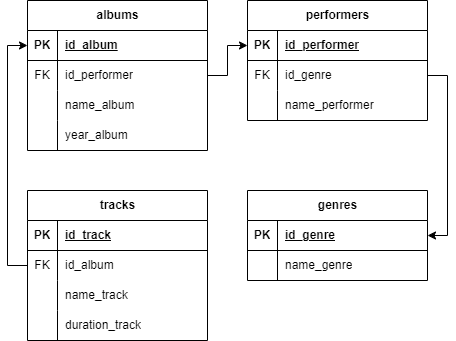 albums
PK id_album
FK id_performer
name_album
year_album
performers
PK id_performer
FK id_genre
name_performer
tracks
PK id_track
FK id_album
name_track
duration_track
genres
PK id_genre
name_genre